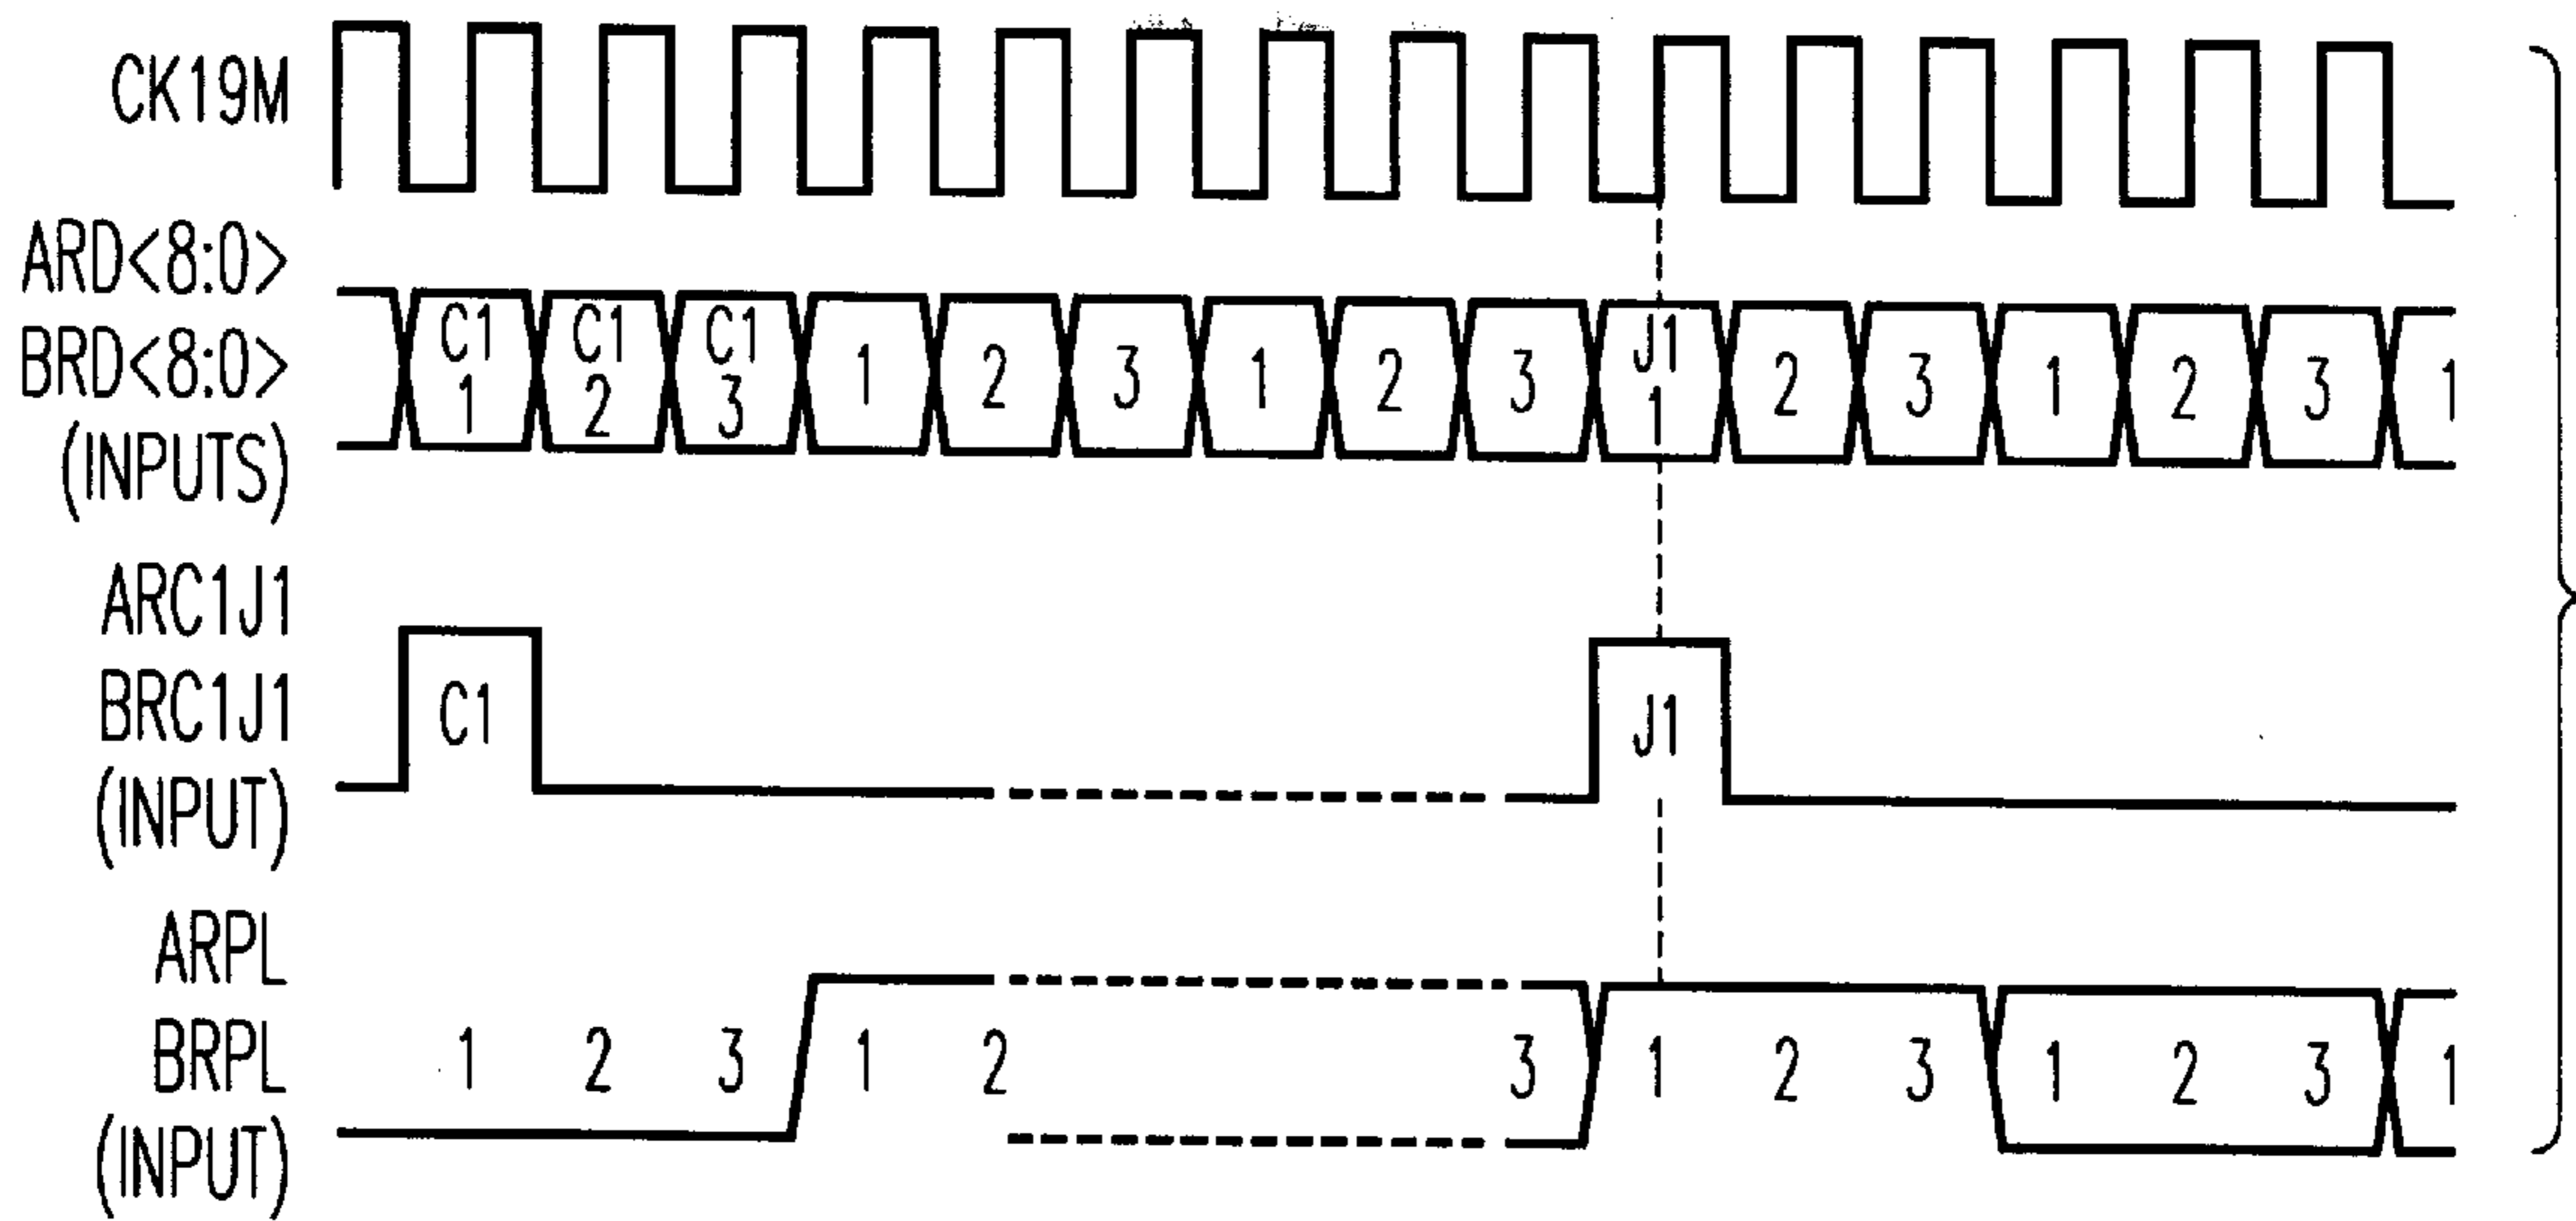 CK19M
ARD<8:0>
BRD<8:0>
(INPUTS)
C1 C1 C1 J1
1 2 3 1 2 3 1 2 3 1 2 3 1 2 3 1
ARC1J1
BRC1J1
(INPUT)
C1 J1
ARPL
BRPL
(INPUT)
1 2 3 1 2 3 1 2 3 1 2 3 1